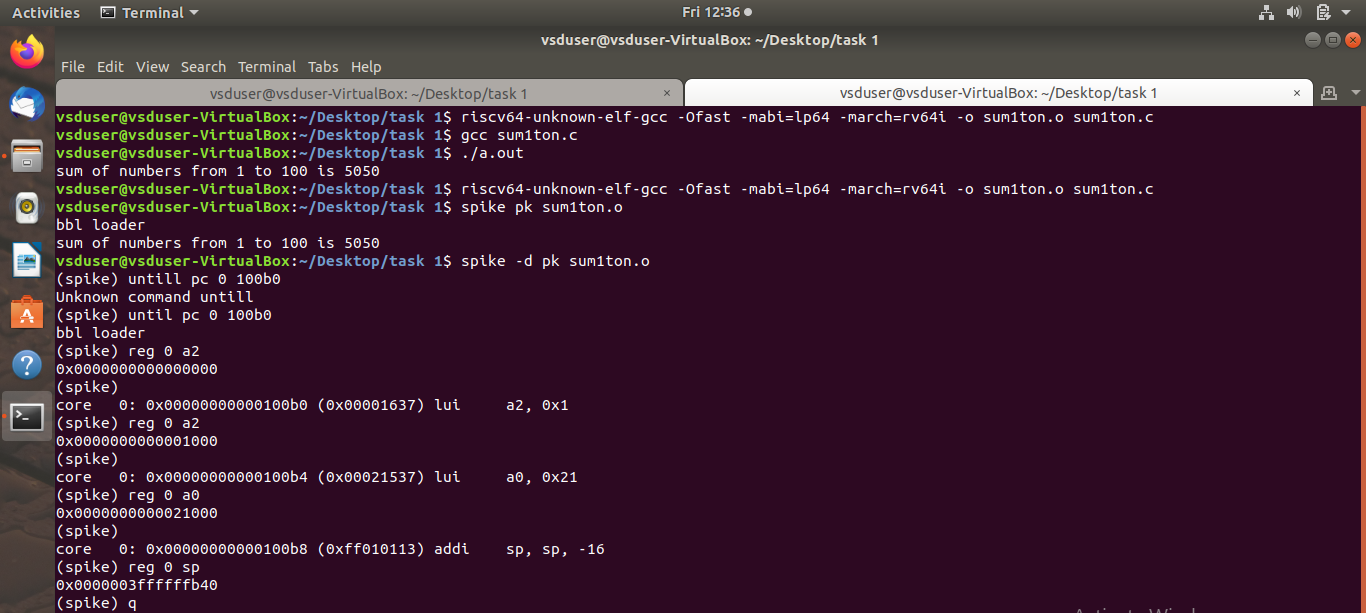 Activities Terminal Fri 12:36
vsduser@vsduser-VirtualBox: ~/Desktop/task 1
File Edit View Search Terminal Tabs Help
vsduser@vsduser-VirtualBox: ~/Desktop/task 1 × vsduser@vsduser-VirtualBox: ~/Desktop/task 1 ×
vsduser@vsduser-VirtualBox:~/Desktop/task 1$ riscv64-unknown-elf-gcc -Ofast -mabi=lp64 -march=rv64i -o sum1ton.o sum1ton.c
vsduser@vsduser-VirtualBox:~/Desktop/task 1$ gcc sum1ton.c
vsduser@vsduser-VirtualBox:~/Desktop/task 1$ ./a.out
sum of numbers from 1 to 100 is 5050
vsduser@vsduser-VirtualBox:~/Desktop/task 1$ riscv64-unknown-elf-gcc -Ofast -mabi=lp64 -march=rv64i -o sum1ton.o sum1ton.c
vsduser@vsduser-VirtualBox:~/Desktop/task 1$ spike pk sum1ton.o
bbl loader
sum of numbers from 1 to 100 is 5050
vsduser@vsduser-VirtualBox:~/Desktop/task 1$ spike -d pk sum1ton.o
(spike) untill pc 0 100b0
Unknown command untill
(spike) until pc 0 100b0
bbl loader
(spike) reg 0 a2
0x0000000000000000
(spike)
core   0: 0x00000000000100b0 (0x00001637) lui     a2, 0x1
(spike) reg 0 a2
0x0000000000001000
(spike)
core   0: 0x00000000000100b4 (0x00021537) lui     a0, 0x21
(spike) reg 0 a0
0x0000000000021000
(spike)
core   0: 0x00000000000100b8 (0xff010113) addi    sp, sp, -16
(spike) reg 0 sp
0x0000003ffffffb40
(spike) q